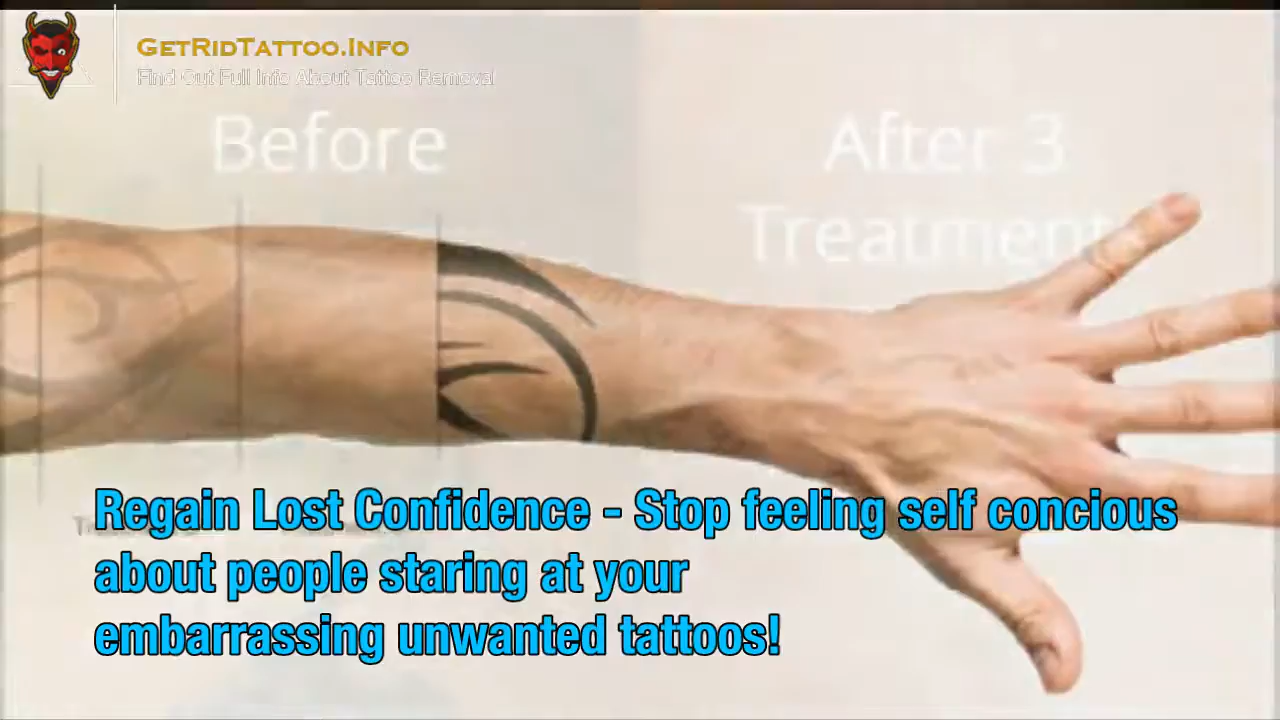 GetRidTattoo.Info
Find Out Full Info About Tattoo Removal
Before
After 3
Treatment
Regain Lost Confidence - Stop feeling self concious
about people staring at your
embarrassing unwanted tattoos!